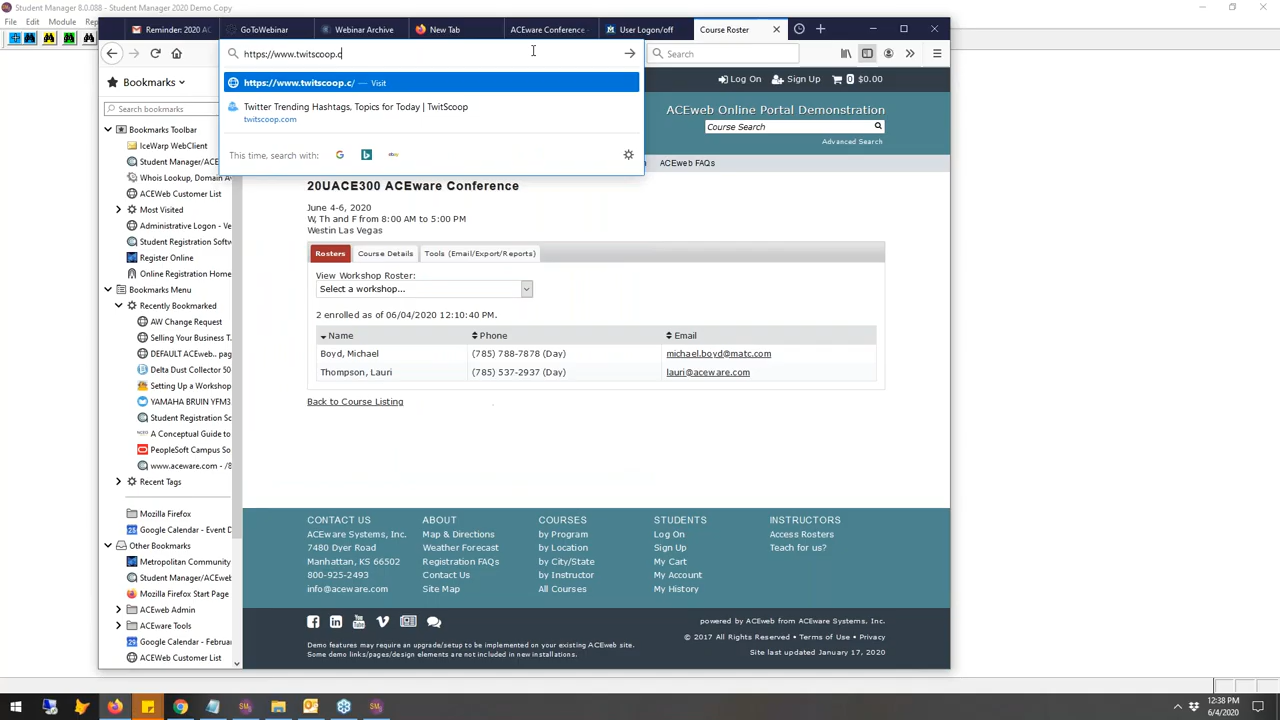 Student Manager 8.0.088 - SM 2020 Demo Copy
File Module Mode
Reminder: ACE
GoToWebinar
Webinar Archive
New Tab
ACEware Conference
User Logon/off
Course Roster
https://www.twitscoop.c
Search
https://www.twitscoop.c/ — Visit
Twitter Trending Hashtags, Topics for Today | TwitScoop
twitscoop.com
This time, search with:
Bookmarks
Search bookmarks
Bookmarks Toolbar
IceWarp WebClient
Student Manager/ACE
Whois Lookup, Domain A
ACEWeb Customer List
Most Visited
Administrative Logon - Ve
Student Registration Softw
Register Online
Online Registration Home
Bookmarks Menu
Recently Bookmarked
AW Change Request
Selling Your Business T
DEFAULT ACEweb.. pag
Delta Dust Collector 50
Setting Up a Workshop
YAMAHA BRUIN YFM3
Student Registration So
A Conceptual Guide to
PeopleSoft Campus So
www.aceware.com - /8
Recent Tags
Mozilla Firefox
Google Calendar - Event D
Other Bookmarks
Metropolitan Community
Student Manager/ACEweb
Mozilla Firefox Start Page
ACEweb Admin
ACEware Tools
Google Calendar - Februar
ACEWeb Customer List
Log On Sign Up 0 $0.00
ACEweb Online Portal Demonstration
Course Search
Advanced Search
ACEweb FAQs
20UACE300 ACEware Conference
June 4-6, 2020
W, Th and F from 8:00 AM to 5:00 PM
Westin Las Vegas
Rosters Course Details Tools (Email/Export/Reports)
View Workshop Roster:
Select a workshop...
2 enrolled as of 06/04/2020 12:10:40 PM.
Name Phone Email
Boyd, Michael (785) 788-7878 (Day) michael.boyd@matc.com
Thompson, Lauri (785) 537-2937 (Day) lauri@aceware.com
Back to Course Listing
CONTACT US
ACEware Systems, Inc.
7480 Dyer Road
Manhattan, KS 66502
800-925-2493
info@aceware.com
ABOUT
Map & Directions
Weather Forecast
Registration FAQs
Contact Us
Site Map
COURSES
by Program
by Location
by City/State
by Instructor
All Courses
STUDENTS
Log On
Sign Up
My Cart
My Account
My History
INSTRUCTORS
Access Rosters
Teach for us?
powered by ACEweb from ACEware Systems, Inc.
© 2017 All Rights Reserved • Terms of Use • Privacy
Site last updated January 17, 2020
Demo features may require an upgrade/setup to be implemented on your existing ACEweb site.
Some demo links/pages/design elements are not included in new installations.
12:38 PM
6/4/2020